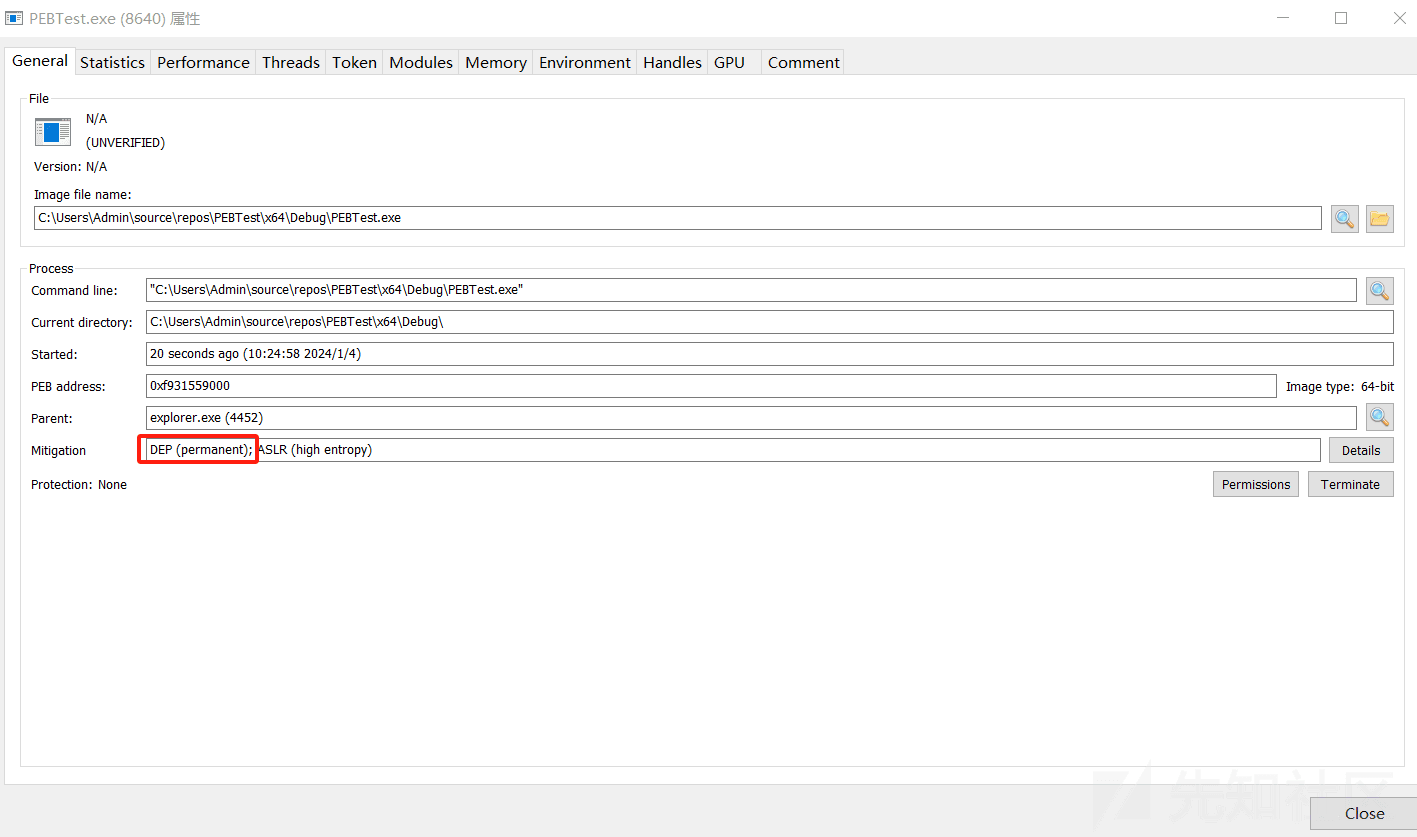 PEBTest.exe (8640) 属性
General Statistics Performance Threads Token Modules Memory Environment Handles GPU Comment
File
N/A
(UNVERIFIED)
Version: N/A
Image file name:
C:\Users\Admin\source\repos\PEBTest\x64\Debug\PEBTest.exe
Process
Command line: "C:\Users\Admin\source\repos\PEBTest\x64\Debug\PEBTest.exe"
Current directory: C:\Users\Admin\source\repos\PEBTest\x64\Debug\
Started: 20 seconds ago (10:24:58 2024/1/4)
PEB address: 0xf931559000 Image type: 64-bit
Parent: explorer.exe (4452)
Mitigation DEP (permanent); ASLR (high entropy) Details
Protection: None Permissions Terminate
先知社区
Close